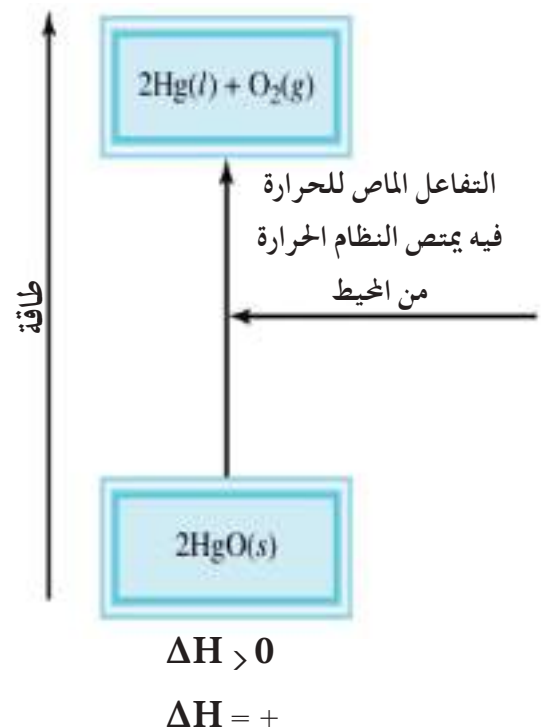 2Hg(l) + O₂(g)
التفاعل الماص للحرارة
فيه يمتص النظام الحرارة
من المحيط
طاقة
2HgO(s)
ΔH > 0
ΔH = +